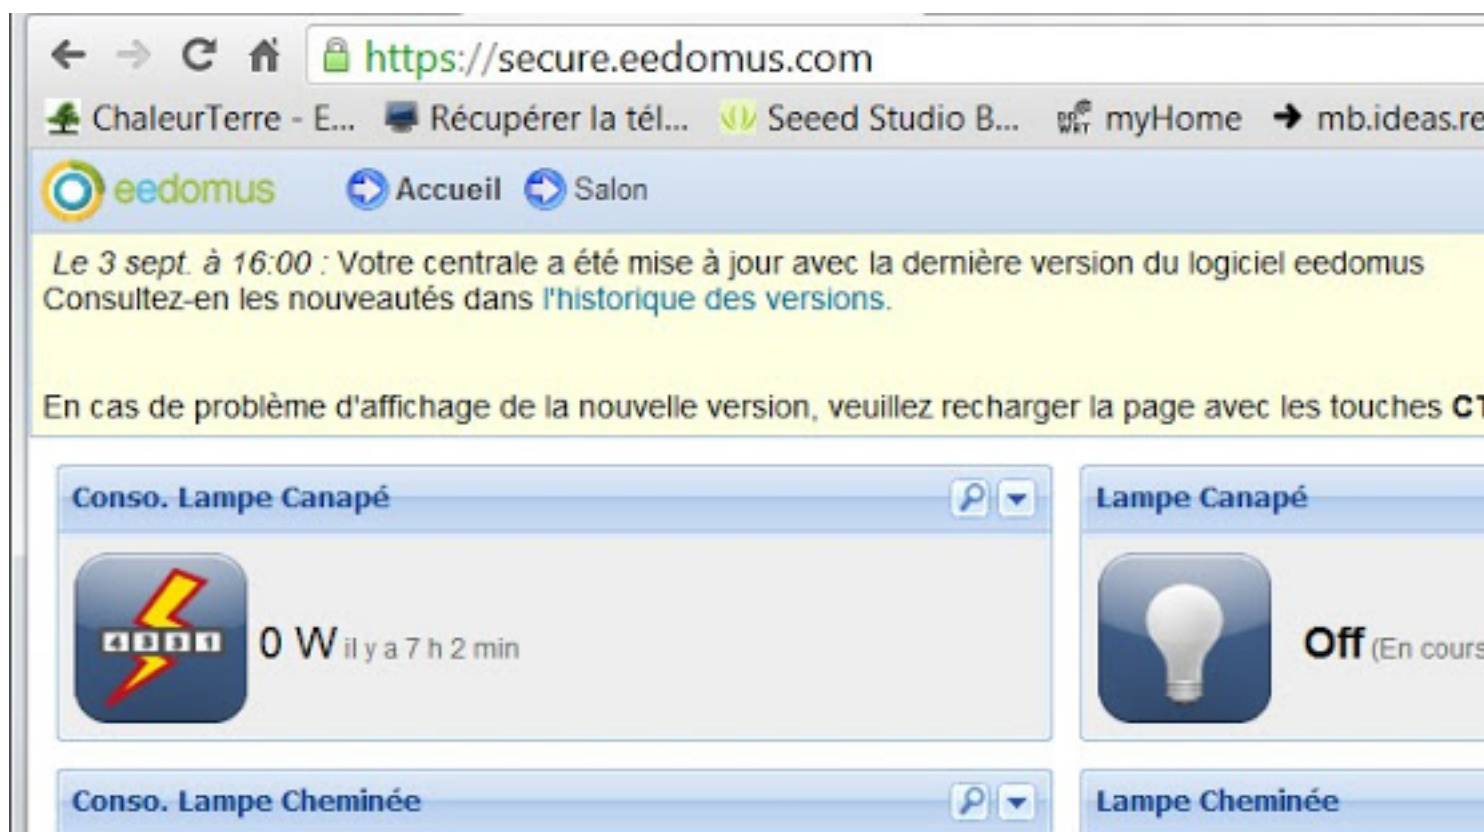 https://secure.eedomus.com
ChaleurTerre - E... Récupérer la tél... Seeed Studio B... myHome mb.ideas.re
eedomus Accueil Salon
Le 3 sept. à 16:00 : Votre centrale a été mise à jour avec la dernière version du logiciel eedomus
Consultez-en les nouveautés dans l'historique des versions.
En cas de problème d'affichage de la nouvelle version, veuillez recharger la page avec les touches CT
Conso. Lampe Canapé Lampe Canapé
4331
0 W il y a 7 h 2 min Off (En cours
Conso. Lampe Cheminée Lampe Cheminée